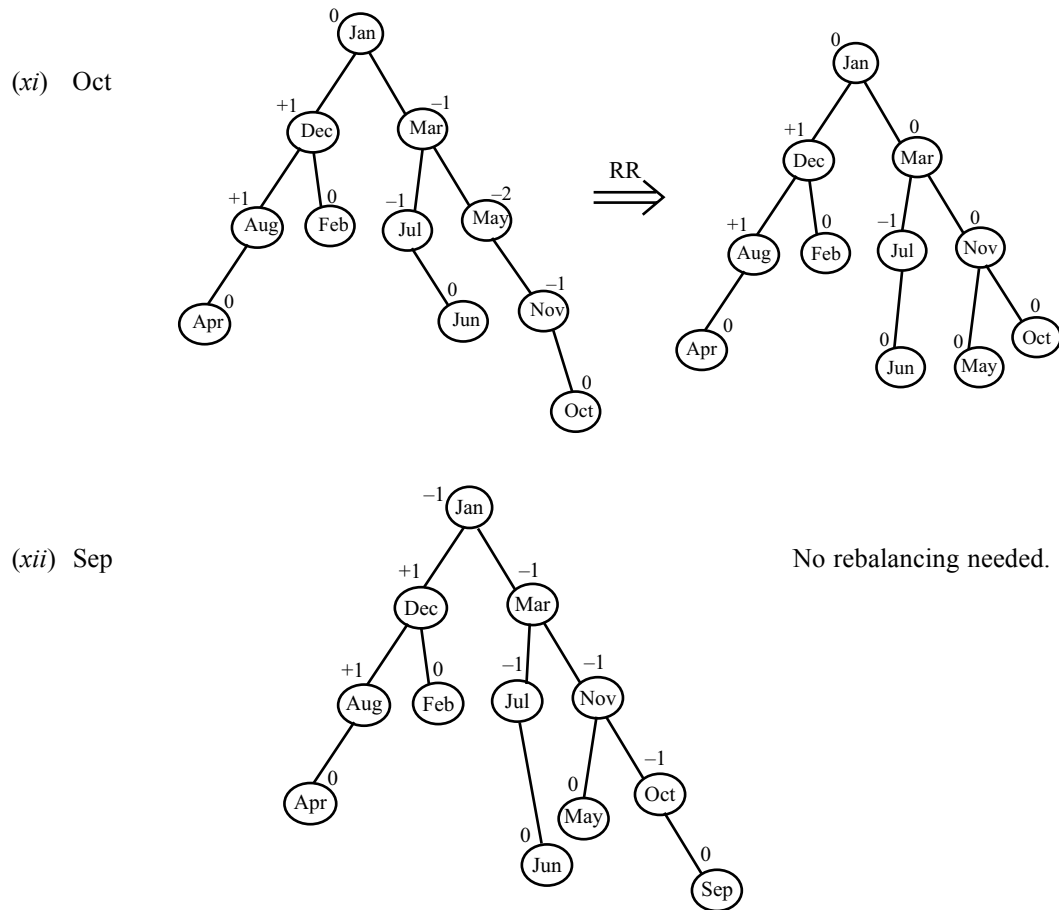 0
Jan
(xi) Oct
+1
Dec
–1
Mar
+1
Aug
0
Feb
–1
Jul
–2
May
0
Apr
0
Jun
–1
Nov
0
Oct
RR
0
Jan
+1
Dec
0
Mar
+1
Aug
0
Feb
–1
Jul
0
Nov
0
Apr
0
Jun
0
May
0
Oct
–1
Jan
(xii) Sep
No rebalancing needed.
+1
Dec
–1
Mar
+1
Aug
0
Feb
–1
Jul
–1
Nov
0
Apr
0
May
–1
Oct
0
Jun
0
Sep